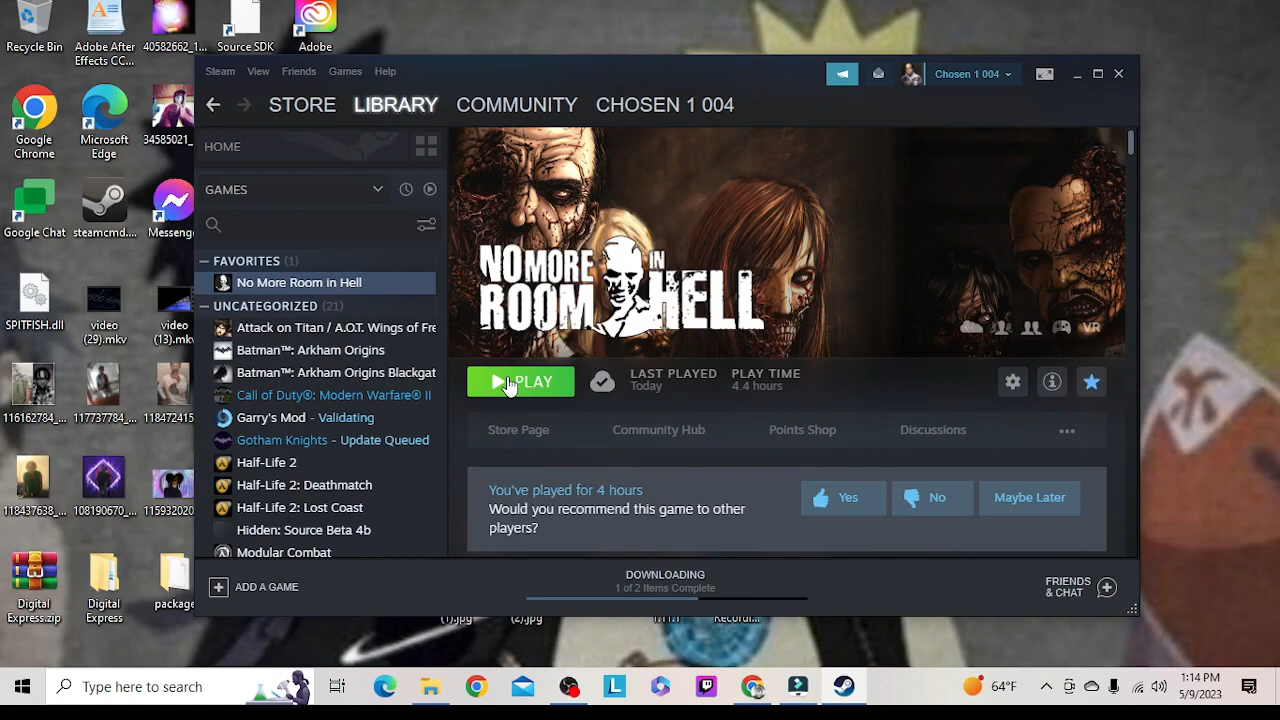 Recycle Bin
Adobe After
Effects CC...
40582662_1...
Source SDK
Adobe
Google
Chrome
Microsoft
Edge
34585021_...
Google Chat
steamcmd....
Messenge
SPITFISH.dll
video
(29).mkv
video
(13).mkv
116162784_...
117737784_...
118472415
118437638_...
108190670_...
115932020
Digital
Express.zip
Digital
Express
package
Steam View Friends Games Help
Chosen 1 004
STORE LIBRARY COMMUNITY CHOSEN 1 004
HOME
GAMES
FAVORITES (1)
No More Room in Hell
UNCATEGORIZED (21)
Attack on Titan / A.O.T. Wings of Fre
Batman™: Arkham Origins
Batman™: Arkham Origins Blackgat
Call of Duty®: Modern Warfare® II
Garry's Mod - Validating
Gotham Knights - Update Queued
Half-Life 2
Half-Life 2: Deathmatch
Half-Life 2: Lost Coast
Hidden: Source Beta 4b
Modular Combat
NO MORE ROOM IN HELL
VR
PLAY
LAST PLAYED
Today
PLAY TIME
4.4 hours
Store Page Community Hub Points Shop Discussions
You've played for 4 hours
Would you recommend this game to other
players?
Yes No Maybe Later
ADD A GAME
DOWNLOADING
1 of 2 Items Complete
FRIENDS
& CHAT
(1).jpg
(2).jpg
Recordi...
Type here to search
64°F
1:14 PM
5/9/2023